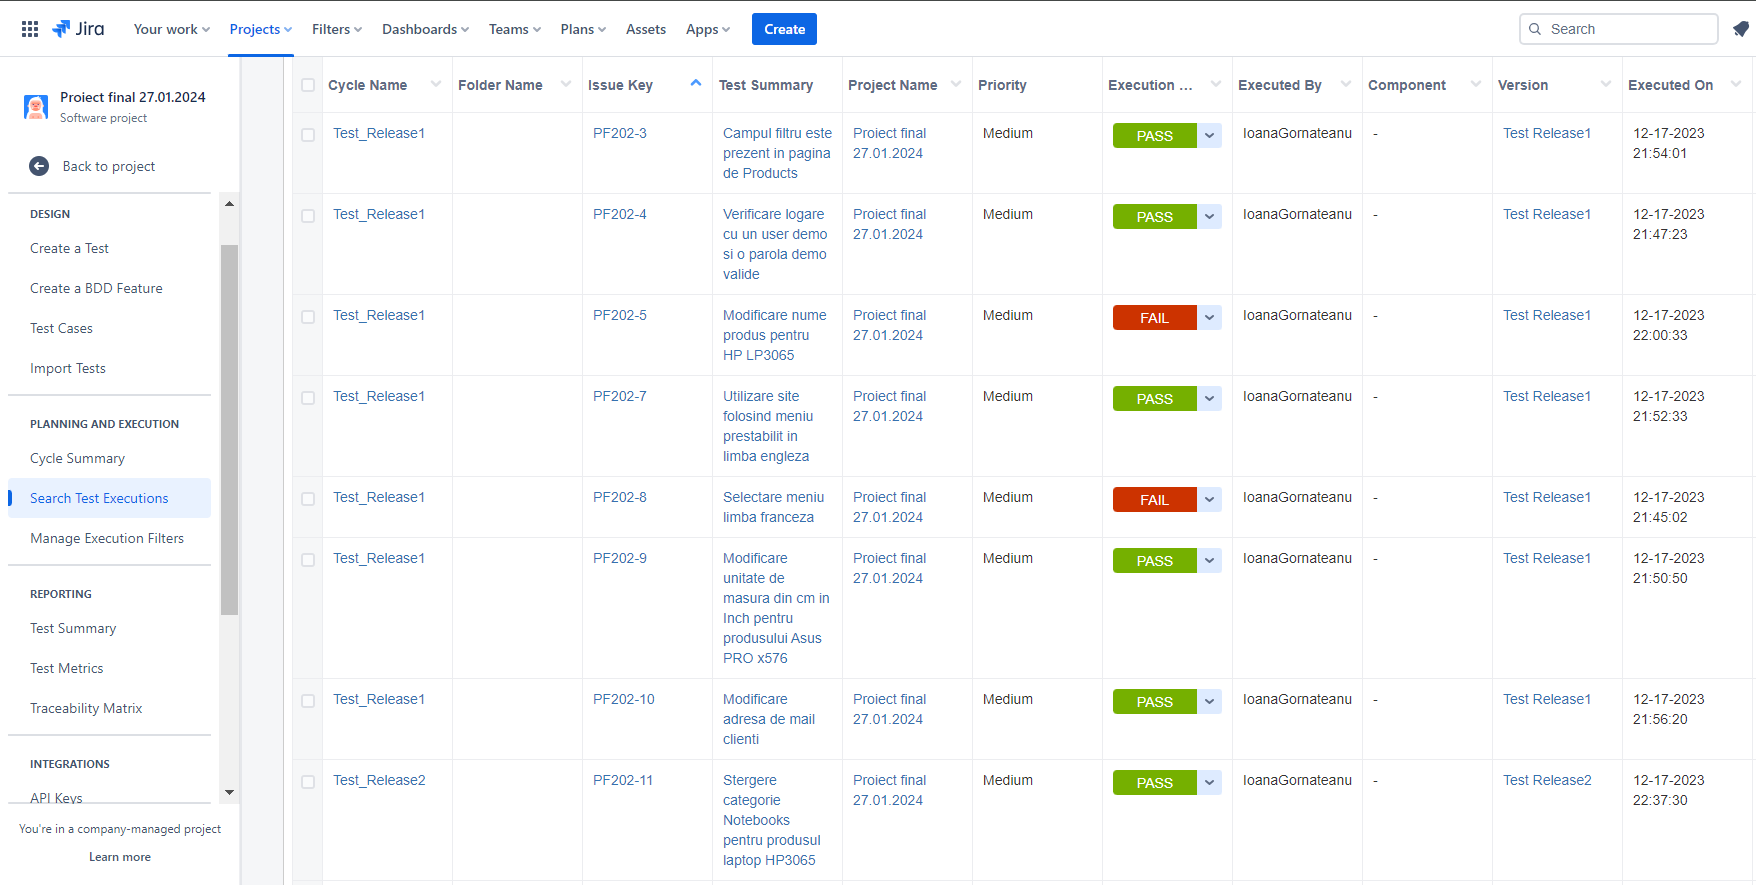 Jira Your work Projects Filters Dashboards Teams Plans Assets Apps Create Search
Proiect final 27.01.2024
Software project
Back to project
DESIGN
Create a Test
Create a BDD Feature
Test Cases
Import Tests
PLANNING AND EXECUTION
Cycle Summary
Search Test Executions
Manage Execution Filters
REPORTING
Test Summary
Test Metrics
Traceability Matrix
INTEGRATIONS
API Keys
You're in a company-managed project
Learn more
Cycle Name Folder Name Issue Key Test Summary Project Name Priority Execution ... Executed By Component Version Executed On
Test_Release1 PF202-3 Campul filtru este Proiect final Medium PASS IoanaGornateanu - Test Release1 12-17-2023
prezent in pagina 27.01.2024 21:54:01
de Products
Test_Release1 PF202-4 Verificare logare Proiect final Medium PASS IoanaGornateanu - Test Release1 12-17-2023
cu un user demo 27.01.2024 21:47:23
si o parola demo
valide
Test_Release1 PF202-5 Modificare nume Proiect final Medium FAIL IoanaGornateanu - Test Release1 12-17-2023
produs pentru 27.01.2024 22:00:33
HP LP3065
Test_Release1 PF202-7 Utilizare site Proiect final Medium PASS IoanaGornateanu - Test Release1 12-17-2023
folosind meniu 27.01.2024 21:52:33
prestabilit in
limba engleza
Test_Release1 PF202-8 Selectare meniu Proiect final Medium FAIL IoanaGornateanu - Test Release1 12-17-2023
limba franceza 27.01.2024 21:45:02
Test_Release1 PF202-9 Modificare Proiect final Medium PASS IoanaGornateanu - Test Release1 12-17-2023
unitate de 27.01.2024 21:50:50
masura din cm in
Inch pentru
produsului Asus
PRO x576
Test_Release1 PF202-10 Modificare Proiect final Medium PASS IoanaGornateanu - Test Release1 12-17-2023
adresa de mail 27.01.2024 21:56:20
clienti
Test_Release2 PF202-11 Stergere Proiect final Medium PASS IoanaGornateanu - Test Release2 12-17-2023
categorie 27.01.2024 22:37:30
Notebooks
pentru produsul
laptop HP3065